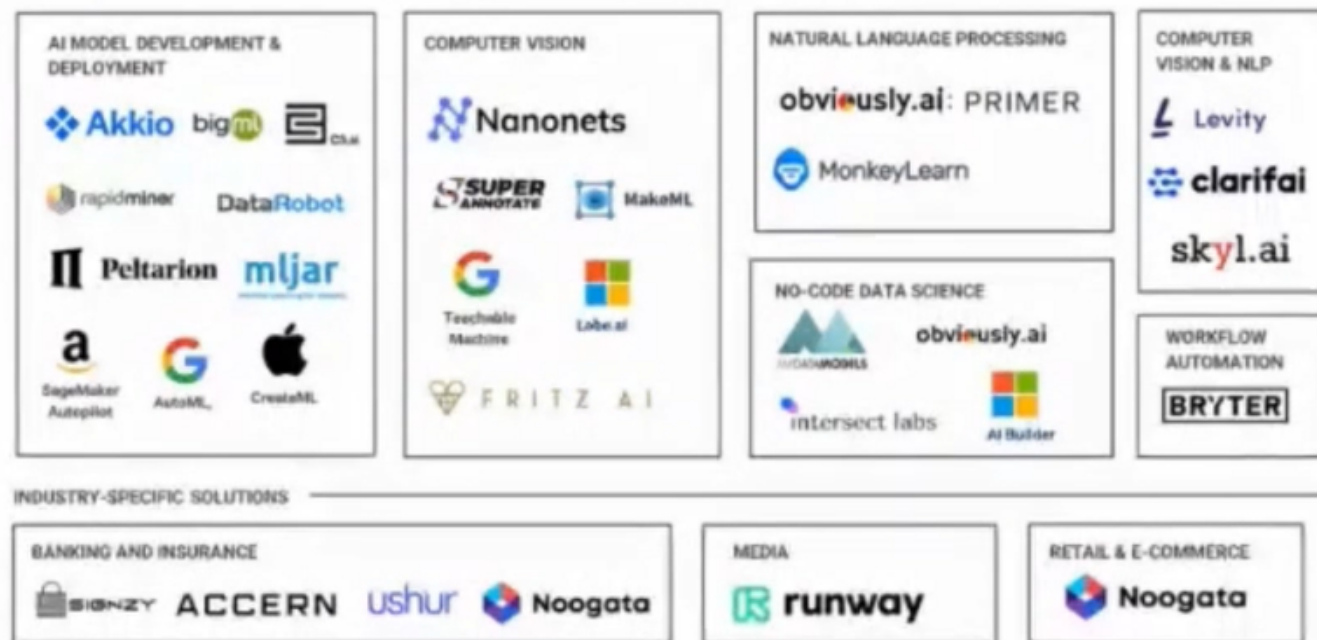 AI MODEL DEVELOPMENT &
DEPLOYMENT
Akkio
bigml
C3.ai
rapidminer
DataRobot
Peltarion
mljar
SageMaker
Autopilot
AutoML,
CreateML
COMPUTER VISION
Nanonets
SUPER
ANNOTATE
MakeML
Teachable
Machine
Lobe.ai
FRITZ AI
NATURAL LANGUAGE PROCESSING
obviously.ai: PRIMER
MonkeyLearn
NO-CODE DATA SCIENCE
obviously.ai
intersect labs
AI Builder
COMPUTER
VISION & NLP
Levity
clarifai
skyl.ai
WORKFLOW
AUTOMATION
BRYTER
INDUSTRY-SPECIFIC SOLUTIONS
BANKING AND INSURANCE
SIGNZY ACCERN ushur Noogata
MEDIA
runway
RETAIL & E-COMMERCE
Noogata